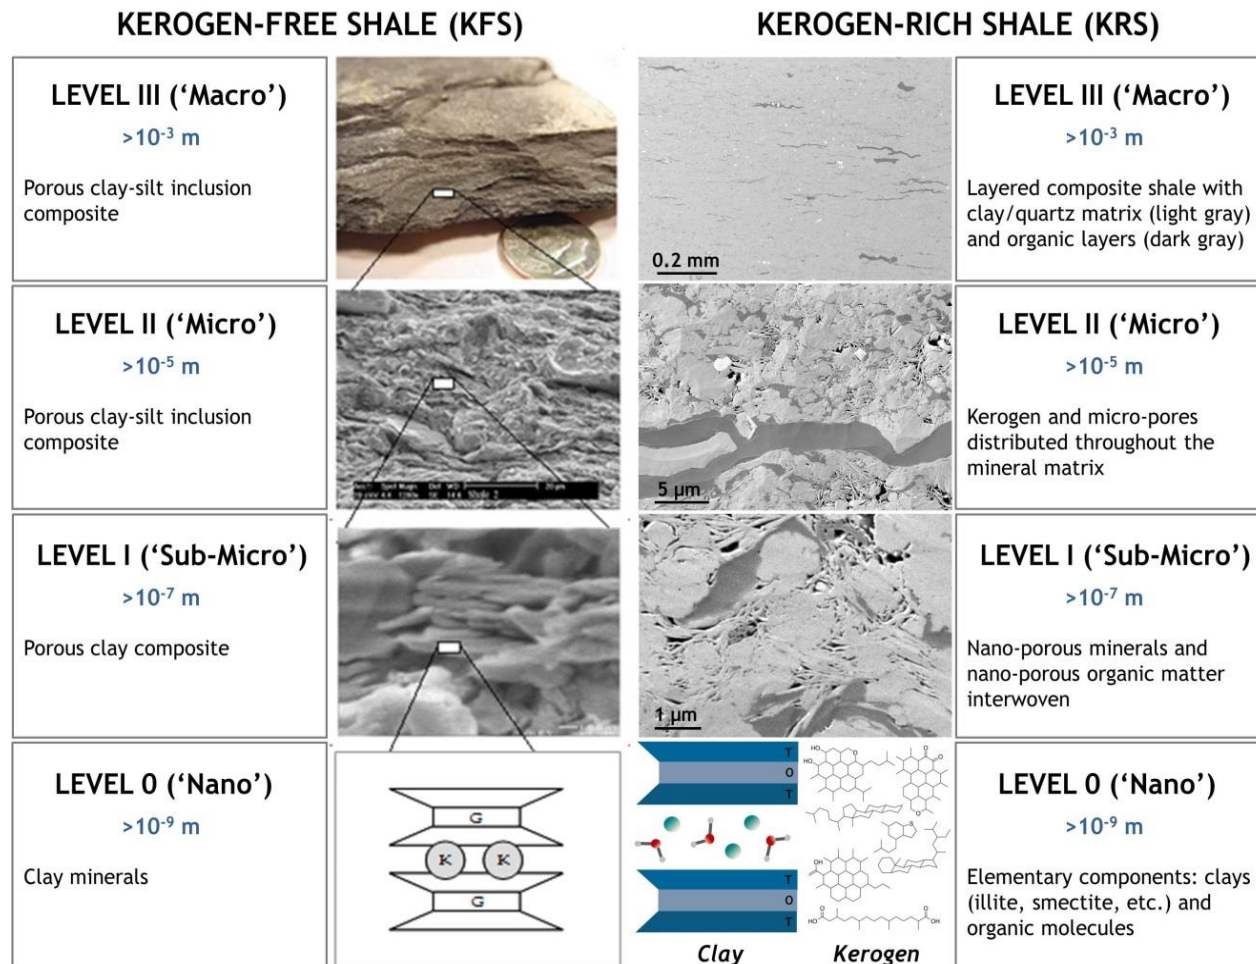 KEROGEN-FREE SHALE (KFS)
KEROGEN-RICH SHALE (KRS)
LEVEL III (‘Macro’)
>10⁻³ m
Porous clay-silt inclusion
composite
0.2 mm
LEVEL III (‘Macro’)
>10⁻³ m
Layered composite shale with
clay/quartz matrix (light gray)
and organic layers (dark gray)
LEVEL II (‘Micro’)
>10⁻⁵ m
Porous clay-silt inclusion
composite
5 µm
LEVEL II (‘Micro’)
>10⁻⁵ m
Kerogen and micro-pores
distributed throughout the
mineral matrix
LEVEL I (‘Sub-Micro’)
>10⁻⁷ m
Porous clay composite
1 µm
LEVEL I (‘Sub-Micro’)
>10⁻⁷ m
Nano-porous minerals and
nano-porous organic matter
interwoven
LEVEL 0 (‘Nano’)
>10⁻⁹ m
Clay minerals
G
K K
G
T
O
T
T
O
T
Clay
HO
HO
O
O
O
O
S
OH
O
O
HO
O
OH
Kerogen
LEVEL 0 (‘Nano’)
>10⁻⁹ m
Elementary components: clays
(illite, smectite, etc.) and
organic molecules